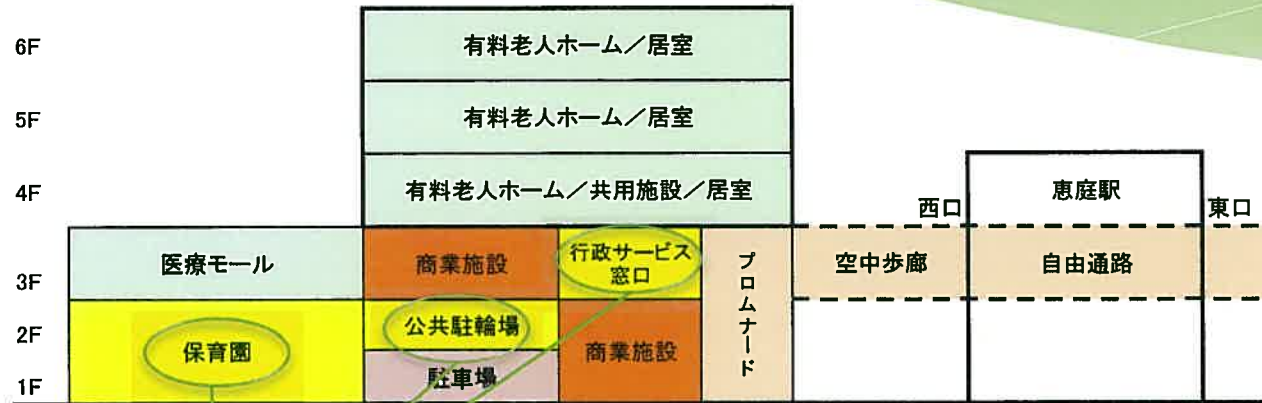 6F
有料老人ホーム／居室
5F
有料老人ホーム／居室
4F
有料老人ホーム／共用施設／居室
西口
恵庭駅
東口
3F
医療モール
商業施設
行政サービス
窓口
プロムナード
空中歩廊
自由通路
2F
保育園
公共駐輪場
商業施設
1F
駐車場